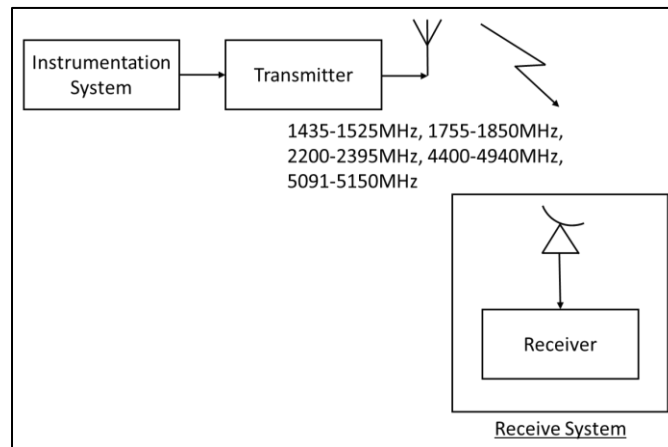 Instrumentation
System
Transmitter
1435-1525MHz, 1755-1850MHz,
2200-2395MHz, 4400-4940MHz,
5091-5150MHz
Receiver
Receive System